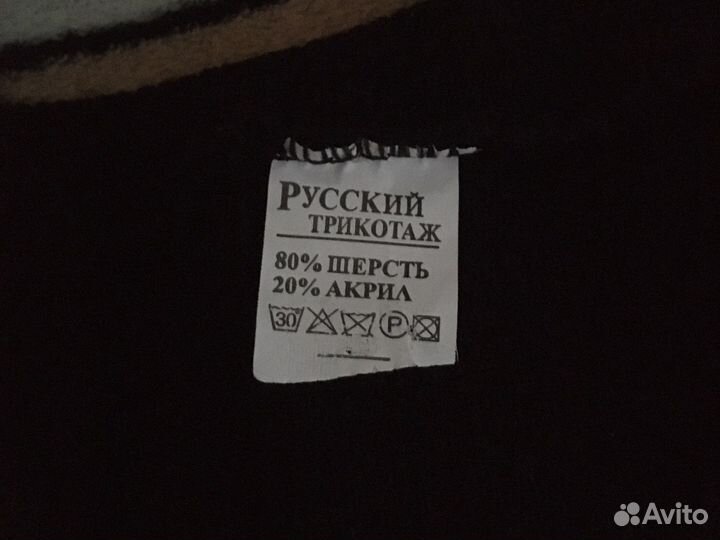 РУССКИЙ
ТРИКОТАЖ
80% ШЕРСТЬ
20% АКРИЛ
30 P
Avito